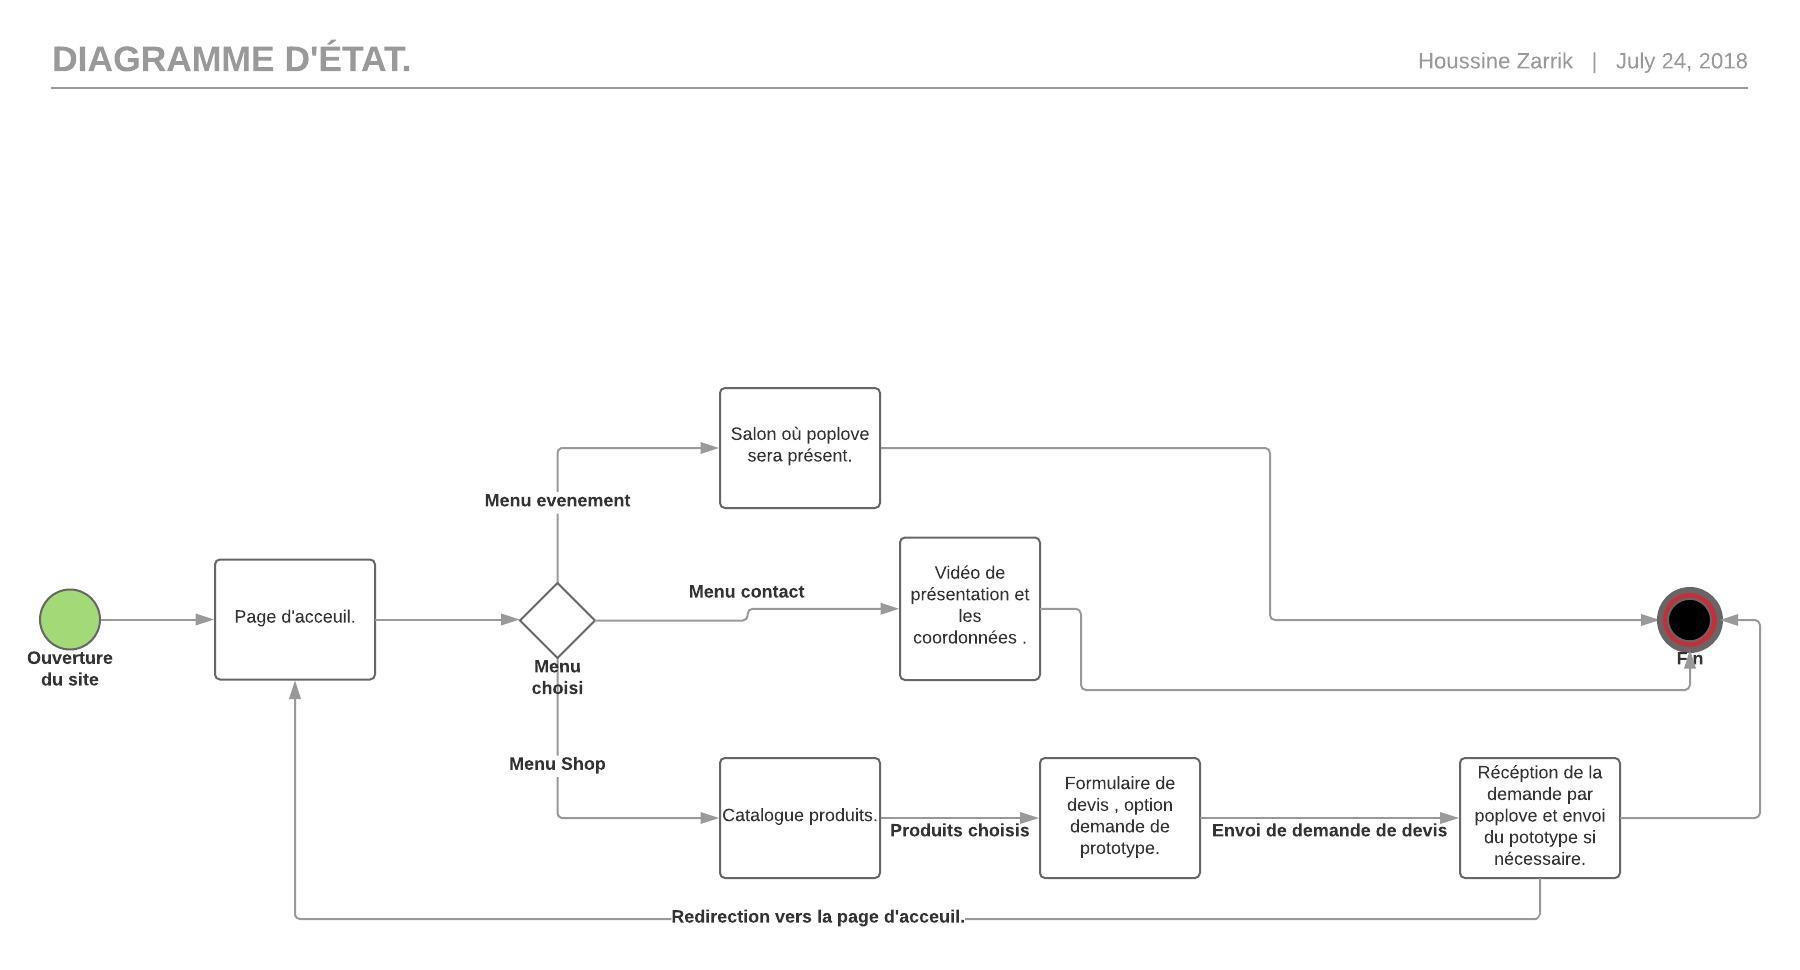 DIAGRAMME D'ÉTAT.
Houssine Zarrik | July 24, 2018
Salon où poplove
sera présent.
Menu evenement
Vidéo de
présentation et
les
coordonnées .
Menu contact
Page d'acceuil.
Ouverture
du site
Menu
choisi
Fin
Menu Shop
Catalogue produits.
Produits choisis
Formulaire de
devis , option
demande de
prototype.
Envoi de demande de devis
Récéption de la
demande par
poplove et envoi
du pototype si
nécessaire.
Redirection vers la page d'acceuil.